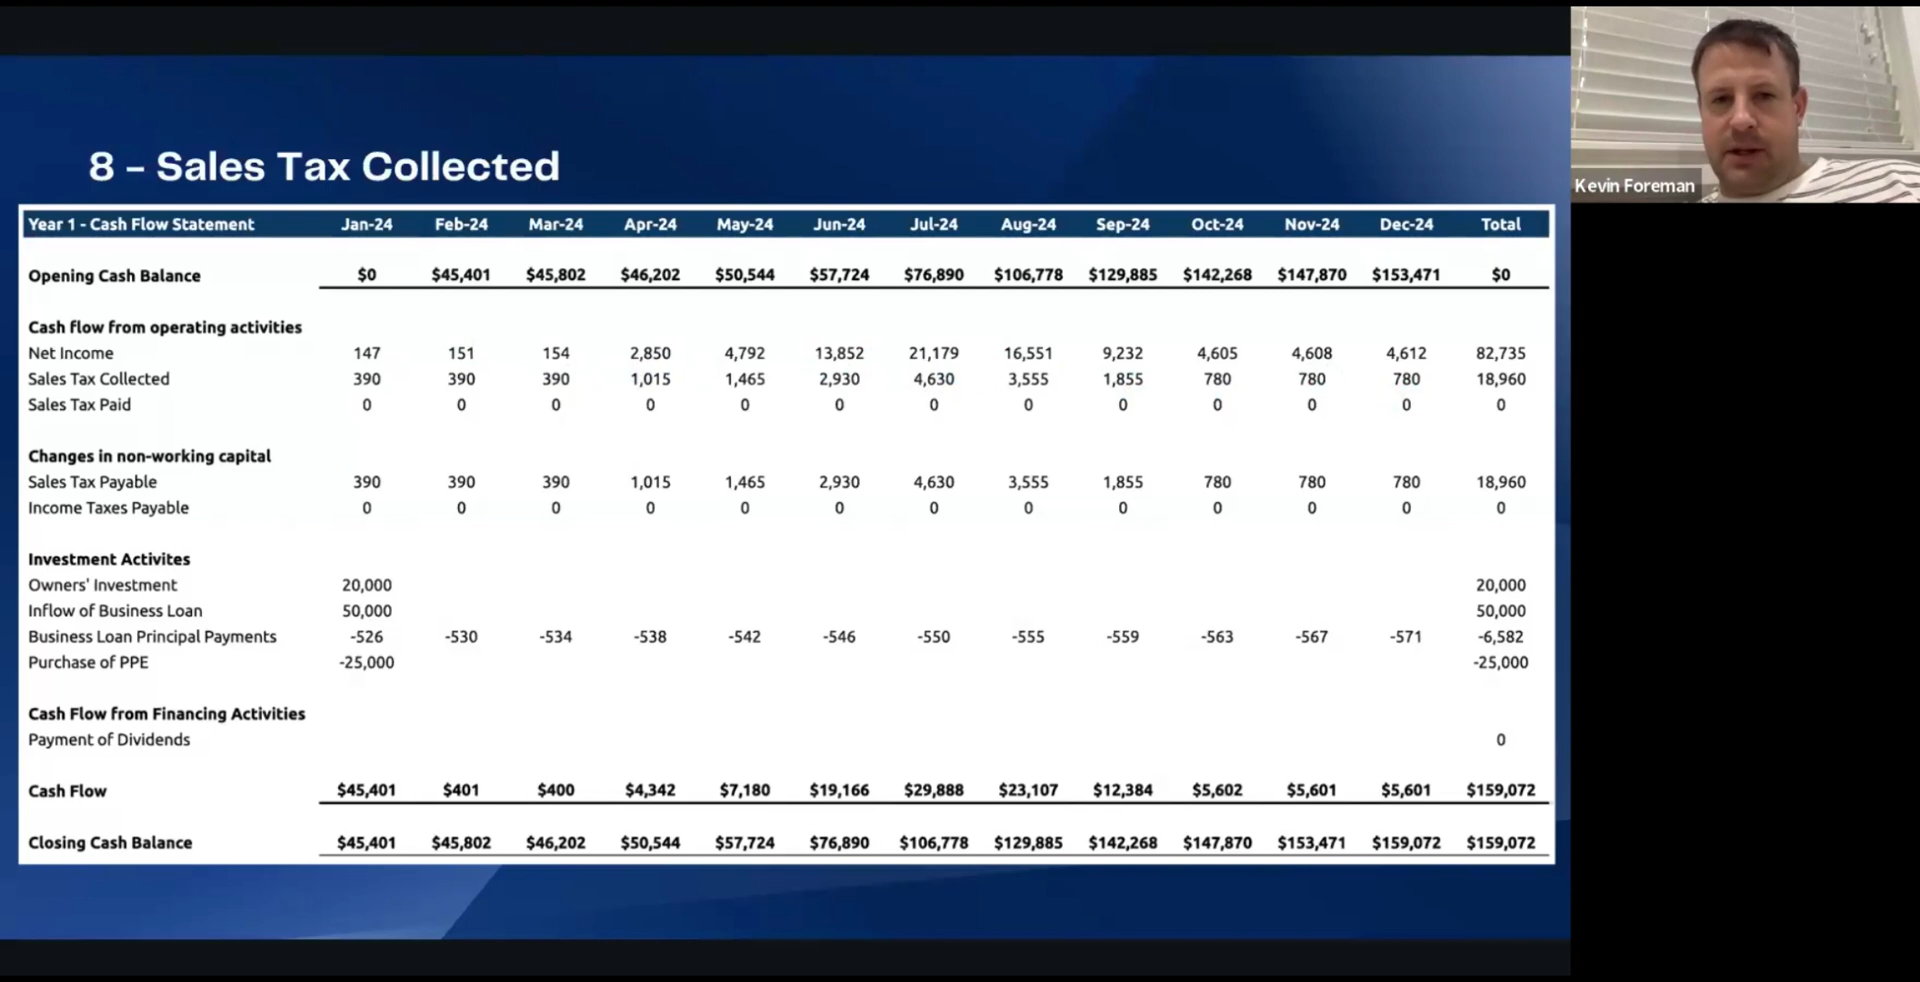 8 – Sales Tax Collected
Kevin Foreman
Year 1 - Cash Flow Statement Jan-24 Feb-24 Mar-24 Apr-24 May-24 Jun-24 Jul-24 Aug-24 Sep-24 Oct-24 Nov-24 Dec-24 Total
Opening Cash Balance $0 $45,401 $45,802 $46,202 $50,544 $57,724 $76,890 $106,778 $129,885 $142,268 $147,870 $153,471 $0
Cash flow from operating activities
Net Income 147 151 154 2,850 4,792 13,852 21,179 16,551 9,232 4,605 4,608 4,612 82,735
Sales Tax Collected 390 390 390 1,015 1,465 2,930 4,630 3,555 1,855 780 780 780 18,960
Sales Tax Paid 0 0 0 0 0 0 0 0 0 0 0 0 0
Changes in non-working capital
Sales Tax Payable 390 390 390 1,015 1,465 2,930 4,630 3,555 1,855 780 780 780 18,960
Income Taxes Payable 0 0 0 0 0 0 0 0 0 0 0 0 0
Investment Activites
Owners' Investment 20,000 20,000
Inflow of Business Loan 50,000 50,000
Business Loan Principal Payments -526 -530 -534 -538 -542 -546 -550 -555 -559 -563 -567 -571 -6,582
Purchase of PPE -25,000 -25,000
Cash Flow from Financing Activities
Payment of Dividends 0
Cash Flow $45,401 $401 $400 $4,342 $7,180 $19,166 $29,888 $23,107 $12,384 $5,602 $5,601 $5,601 $159,072
Closing Cash Balance $45,401 $45,802 $46,202 $50,544 $57,724 $76,890 $106,778 $129,885 $142,268 $147,870 $153,471 $159,072 $159,072